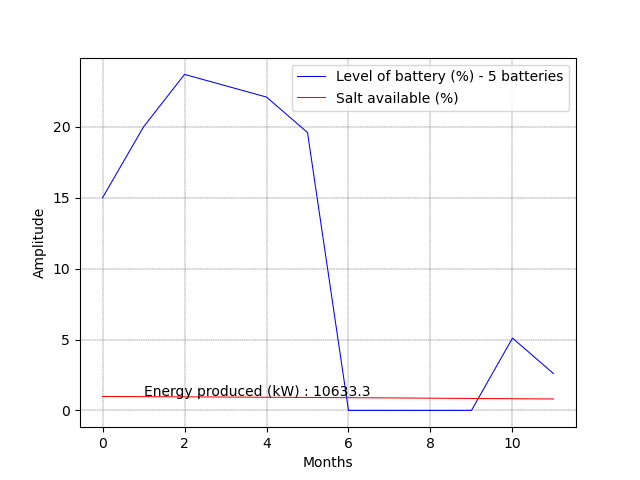 Level of battery (%) - 5 batteries
Salt available (%)
20
15
10
5
0
Amplitude
Energy produced (kW) : 10633.3
0 2 4 6 8 10
Months